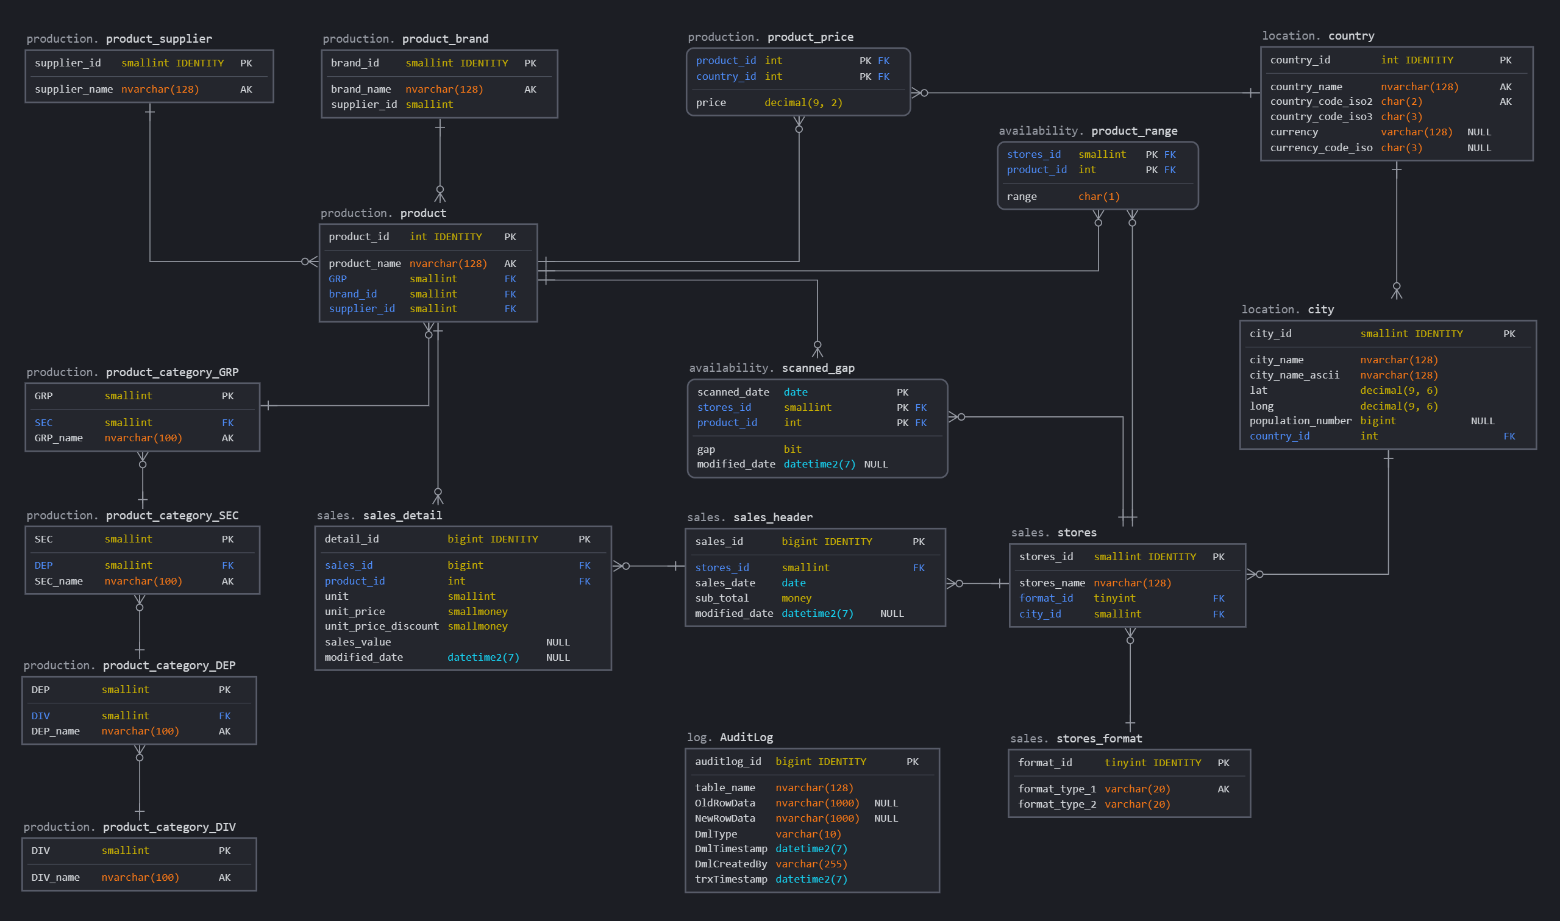 production. product_supplier
supplier_id smallint IDENTITY PK
supplier_name nvarchar(128) AK
production. product_brand
brand_id smallint IDENTITY PK
brand_name nvarchar(128) AK
supplier_id smallint
production. product_price
product_id int PK FK
country_id int PK FK
price decimal(9, 2)
location. country
country_id int IDENTITY PK
country_name nvarchar(128) AK
country_code_iso2 char(2) AK
country_code_iso3 char(3)
currency varchar(128) NULL
currency_code_iso char(3) NULL
availability. product_range
stores_id smallint PK FK
product_id int PK FK
range char(1)
production. product
product_id int IDENTITY PK
product_name nvarchar(128) AK
GRP smallint FK
brand_id smallint FK
supplier_id smallint FK
location. city
city_id smallint IDENTITY PK
city_name nvarchar(128)
city_name_ascii nvarchar(128)
lat decimal(9, 6)
long decimal(9, 6)
population_number bigint NULL
country_id int FK
production. product_category_GRP
GRP smallint PK
SEC smallint FK
GRP_name nvarchar(100) AK
availability. scanned_gap
scanned_date date PK
stores_id smallint PK FK
product_id int PK FK
gap bit
modified_date datetime2(7) NULL
production. product_category_SEC
SEC smallint PK
DEP smallint FK
SEC_name nvarchar(100) AK
sales. sales_detail
detail_id bigint IDENTITY PK
sales_id bigint FK
product_id int FK
unit smallint
unit_price smallmoney
unit_price_discount smallmoney
sales_value NULL
modified_date datetime2(7) NULL
sales. sales_header
sales_id bigint IDENTITY PK
stores_id smallint FK
sales_date date
sub_total money
modified_date datetime2(7) NULL
sales. stores
stores_id smallint IDENTITY PK
stores_name nvarchar(128)
format_id tinyint FK
city_id smallint FK
production. product_category_DEP
DEP smallint PK
DIV smallint FK
DEP_name nvarchar(100) AK
log. AuditLog
auditlog_id bigint IDENTITY PK
table_name nvarchar(128)
OldRowData nvarchar(1000) NULL
NewRowData nvarchar(1000) NULL
DmlType varchar(10)
DmlTimestamp datetime2(7)
DmlCreatedBy varchar(255)
trxTimestamp datetime2(7)
sales. stores_format
format_id tinyint IDENTITY PK
format_type_1 varchar(20) AK
format_type_2 varchar(20)
production. product_category_DIV
DIV smallint PK
DIV_name nvarchar(100) AK